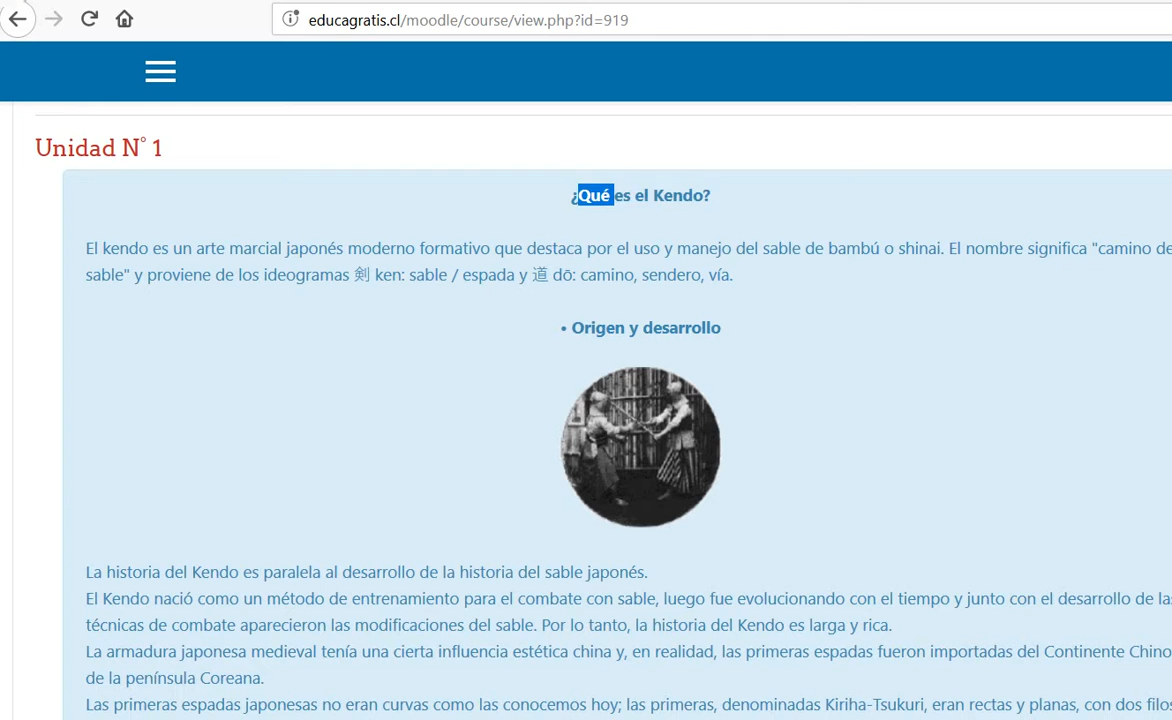 educagratis.cl/moodle/course/view.php?id=919
Unidad N° 1
¿Qué es el Kendo?
El kendo es un arte marcial japonés moderno formativo que destaca por el uso y manejo del sable de bambú o shinai. El nombre significa "camino de
sable" y proviene de los ideogramas 剣 ken: sable / espada y 道 dō: camino, sendero, vía.
• Origen y desarrollo
La historia del Kendo es paralela al desarrollo de la historia del sable japonés.
El Kendo nació como un método de entrenamiento para el combate con sable, luego fue evolucionando con el tiempo y junto con el desarrollo de las
técnicas de combate aparecieron las modificaciones del sable. Por lo tanto, la historia del Kendo es larga y rica.
La armadura japonesa medieval tenía una cierta influencia estética china y, en realidad, las primeras espadas fueron importadas del Continente Chino
de la península Coreana.
Las primeras espadas japonesas no eran curvas como las conocemos hoy; las primeras, denominadas Kiriha-Tsukuri, eran rectas y planas, con dos filos